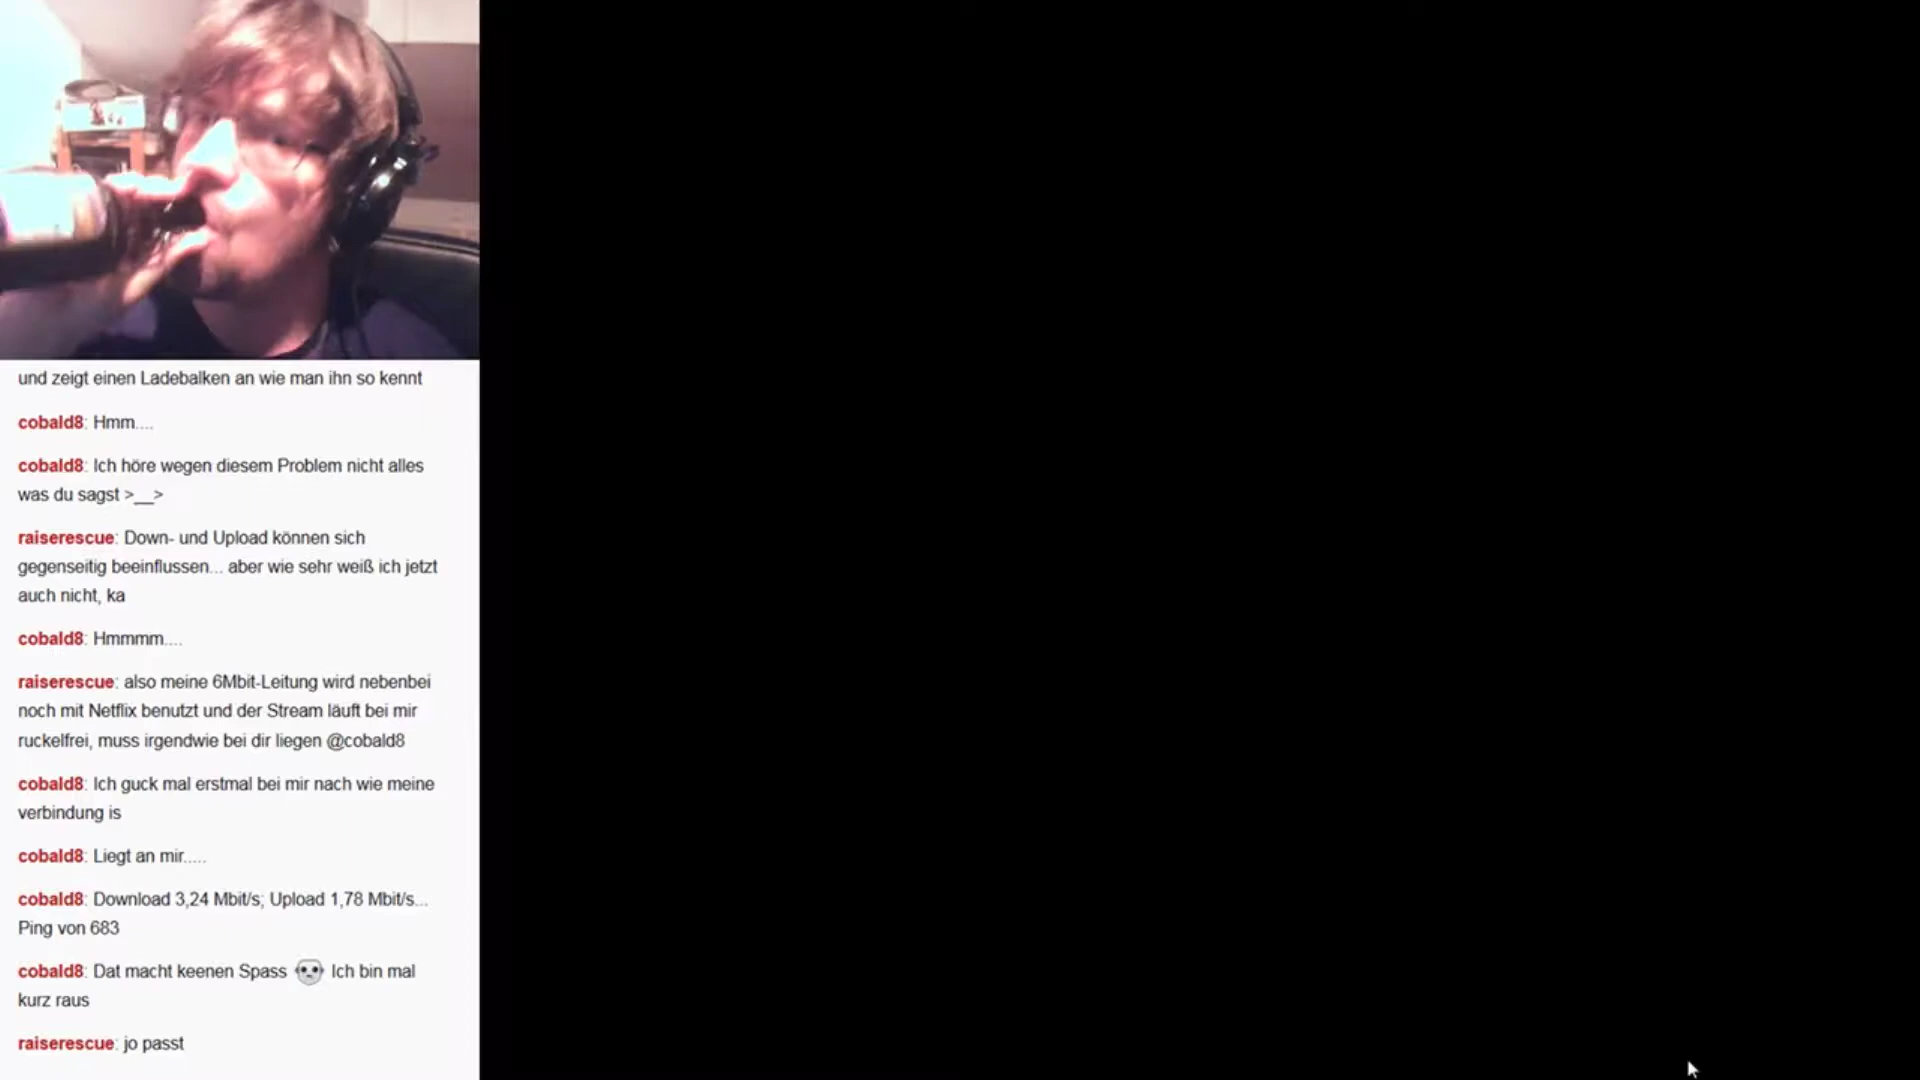 und zeigt einen Ladebalken an wie man ihn so kennt
cobald8: Hmm....
cobald8: Ich höre wegen diesem Problem nicht alles
was du sagst >__>
raiserescue: Down- und Upload können sich
gegenseitig beeinflussen... aber wie sehr weiß ich jetzt
auch nicht, ka
cobald8: Hmmmm....
raiserescue: also meine 6Mbit-Leitung wird nebenbei
noch mit Netflix benutzt und der Stream läuft bei mir
ruckelfrei, muss irgendwie bei dir liegen @cobald8
cobald8: Ich guck mal erstmal bei mir nach wie meine
verbindung is
cobald8: Liegt an mir.....
cobald8: Download 3,24 Mbit/s; Upload 1,78 Mbit/s...
Ping von 683
cobald8: Dat macht keenen Spass Ich bin mal
kurz raus
raiserescue: jo passt